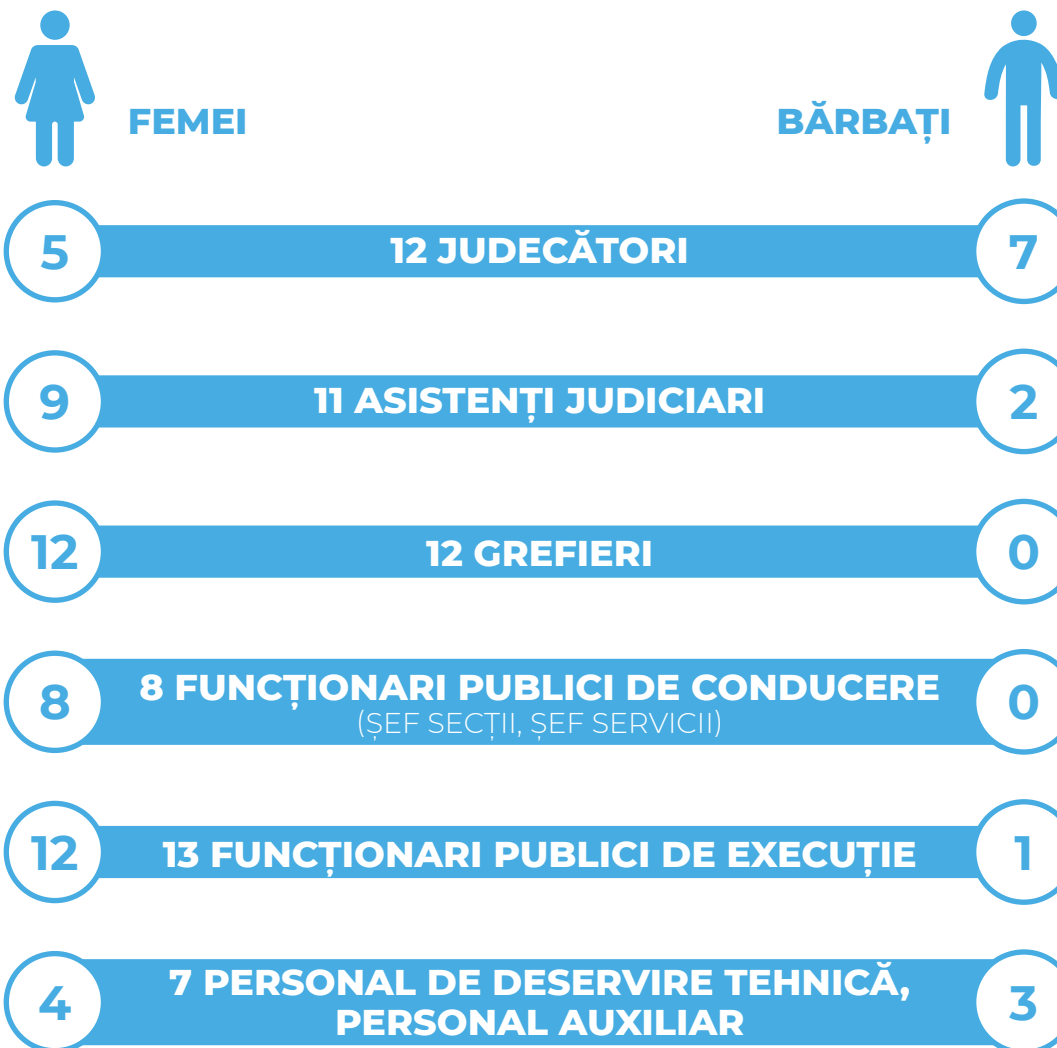 FEMEI
BĂRBAȚI
5
12 JUDECĂTORI
7
9
11 ASISTENȚI JUDICIARI
2
12
12 GREFIERI
0
8
8 FUNCȚIONARI PUBLICI DE CONDUCERE
(ȘEF SECȚII, ȘEF SERVICII)
0
12
13 FUNCȚIONARI PUBLICI DE EXECUȚIE
1
4
7 PERSONAL DE DESERVIRE TEHNICĂ,
PERSONAL AUXILIAR
3